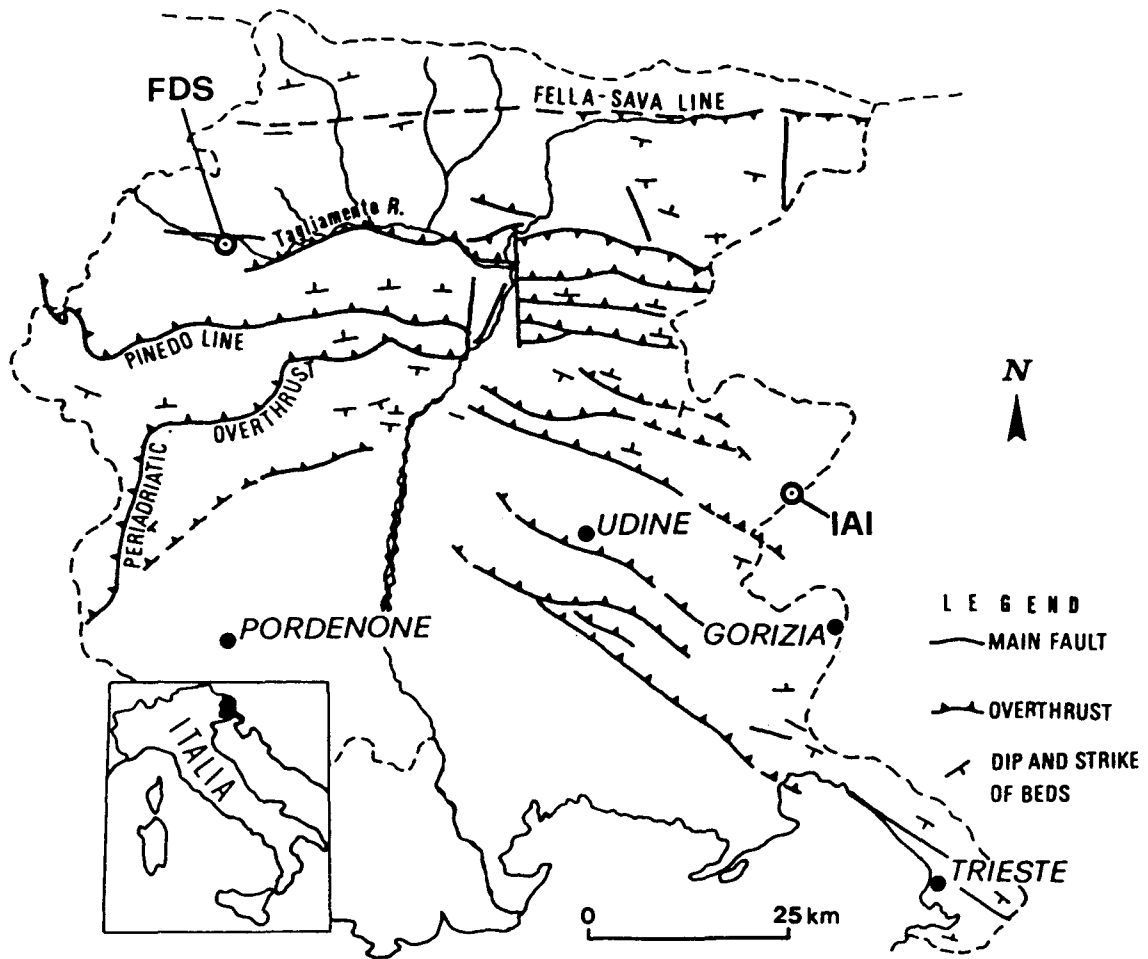 FDS
FELLA-SAVA LINE
Tagliamento R.
PINEDO LINE
OVERTHRUS
PERIADRIATIC
N
UDINE
IAI
PORDENONE
GORIZIA
LEGEND
MAIN FAULT
OVERTHRUST
DIP AND STRIKE
OF BEDS
ITALIA
TRIESTE
0 25 km